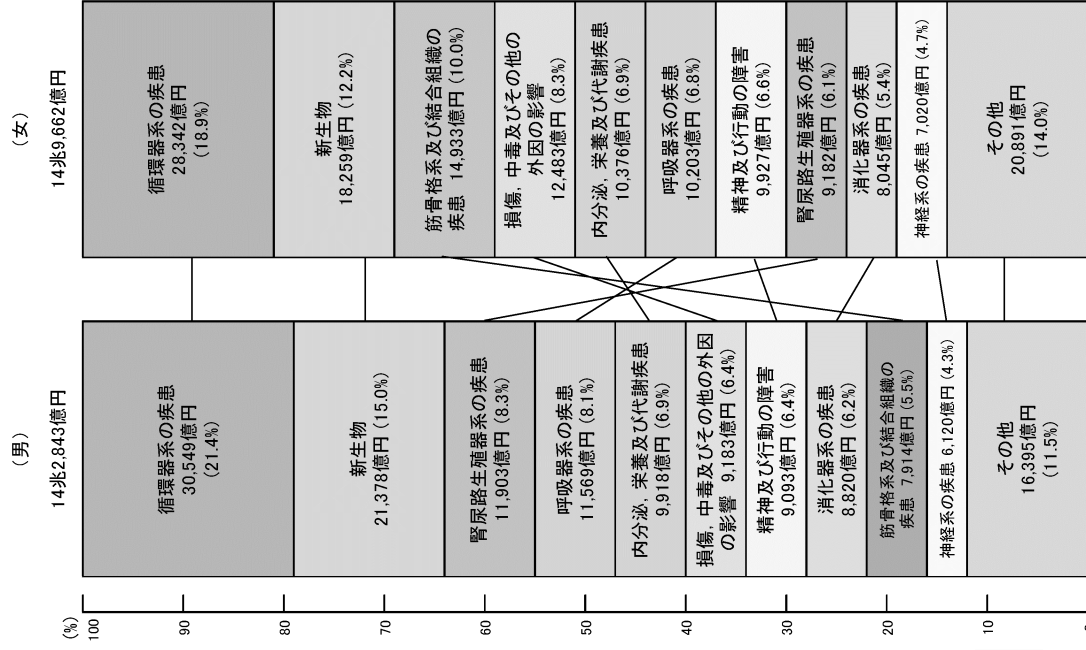 (%)
100
90
80
70
60
50
40
30
20
10
(男)
14兆2,843億円
循環器系の疾患
30,549億円
(21.4%)
新生物
21,378億円 (15.0%)
腎尿路生殖器系の疾患
11,903億円 (8.3%)
呼吸器系の疾患
11,569億円 (8.1%)
内分泌, 栄養及び代謝疾患
9,918億円 (6.9%)
損傷, 中毒及びその他の外因
の影響 9,183億円 (6.4%)
精神及び行動の障害
9,093億円 (6.4%)
消化器系の疾患
8,820億円 (6.2%)
筋骨格系及び結合組織の
疾患 7,914億円 (5.5%)
神経系の疾患 6,120億円 (4.3%)
その他
16,395億円
(11.5%)
(女)
14兆9,662億円
循環器系の疾患
28,342億円
(18.9%)
新生物
18,259億円 (12.2%)
筋骨格系及び結合組織の
疾患 14,933億円 (10.0%)
損傷, 中毒及びその他の
外因の影響
12,483億円 (8.3%)
内分泌, 栄養及び代謝疾患
10,376億円 (6.9%)
呼吸器系の疾患
10,203億円 (6.8%)
精神及び行動の障害
9,927億円 (6.6%)
腎尿路生殖器系の疾患
9,182億円 (6.1%)
消化器系の疾患
8,045億円 (5.4%)
神経系の疾患 7,020億円 (4.7%)
その他
20,891億円
(14.0%)